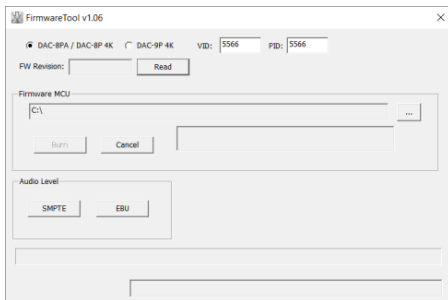 FirmwareTool v1.06
DAC-8PA / DAC-8P 4K DAC-9P 4K VID: 5566 PID: 5566
FW Revision: Read
Firmware MCU
C:\
...
Burn Cancel
Audio Level
SMPTE EBU